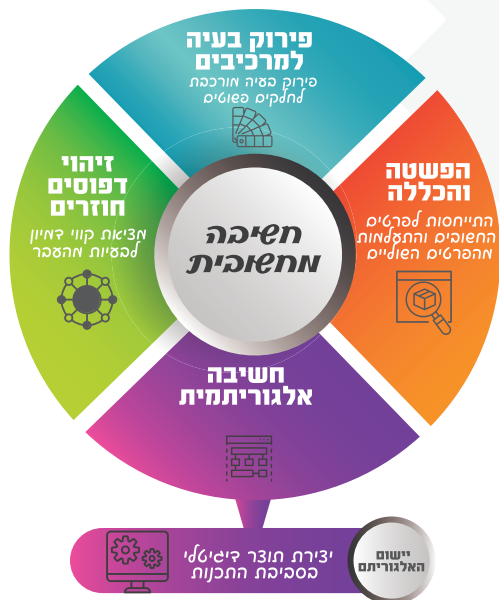 פירוק בעיה
למרכיבים
פירוק בעיה מורכבת
לחלקים פשוטים
הפשטה
והכללה
התייחסות לפרטים
החשובים והתעלמות
מהפרטים השוליים
זיהוי
דפוסים
חוזרים
מציאת קווי דמיון
לבעיות מהעבר
חשיבה
מחשובית
חשיבה
אלגוריתמית
יישום
האלגוריתם
יצירת תוצר דיגיטלי
בסביבת התכנות